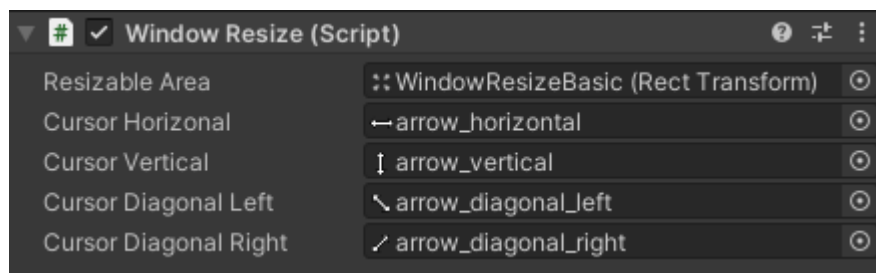 # Window Resize (Script)
Resizable Area WindowResizeBasic (Rect Transform)
Cursor Horizonal arrow_horizontal
Cursor Vertical arrow_vertical
Cursor Diagonal Left arrow_diagonal_left
Cursor Diagonal Right arrow_diagonal_right